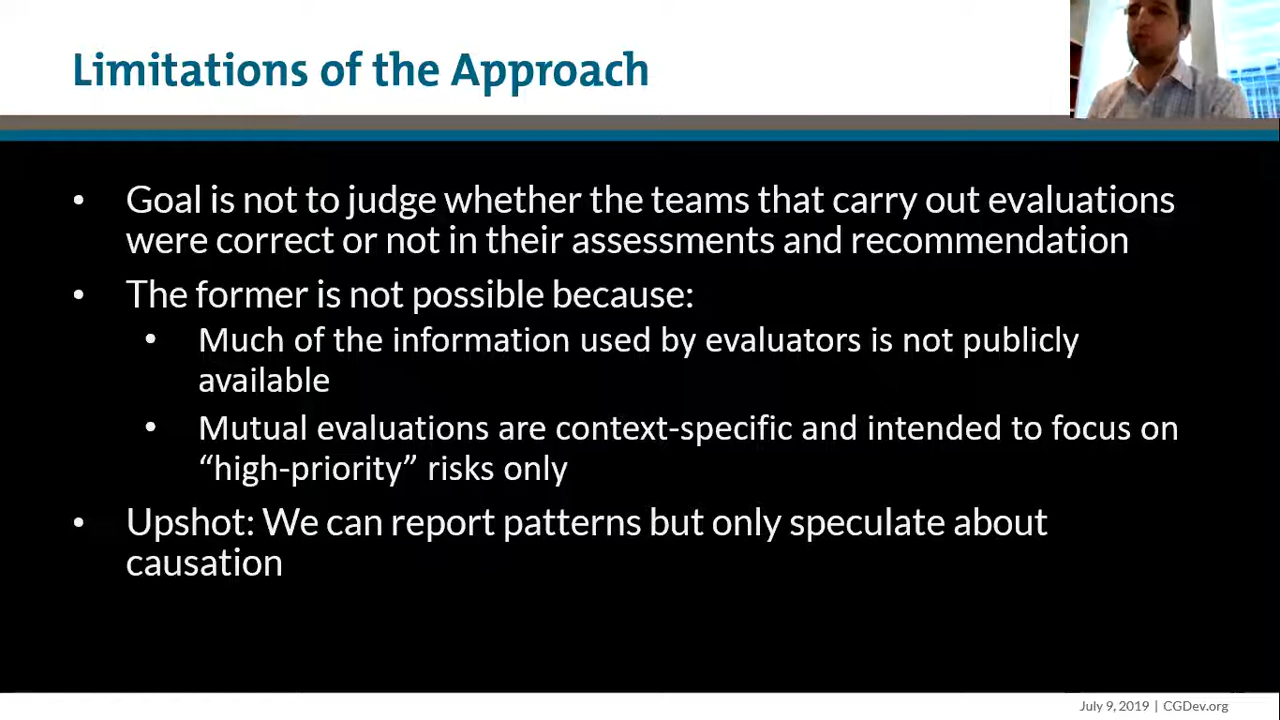 Limitations of the Approach
• Goal is not to judge whether the teams that carry out evaluations
were correct or not in their assessments and recommendation
• The former is not possible because:
• Much of the information used by evaluators is not publicly
available
• Mutual evaluations are context-specific and intended to focus on
“high-priority” risks only
• Upshot: We can report patterns but only speculate about
causation
July 9, 2019 | CGDev.org